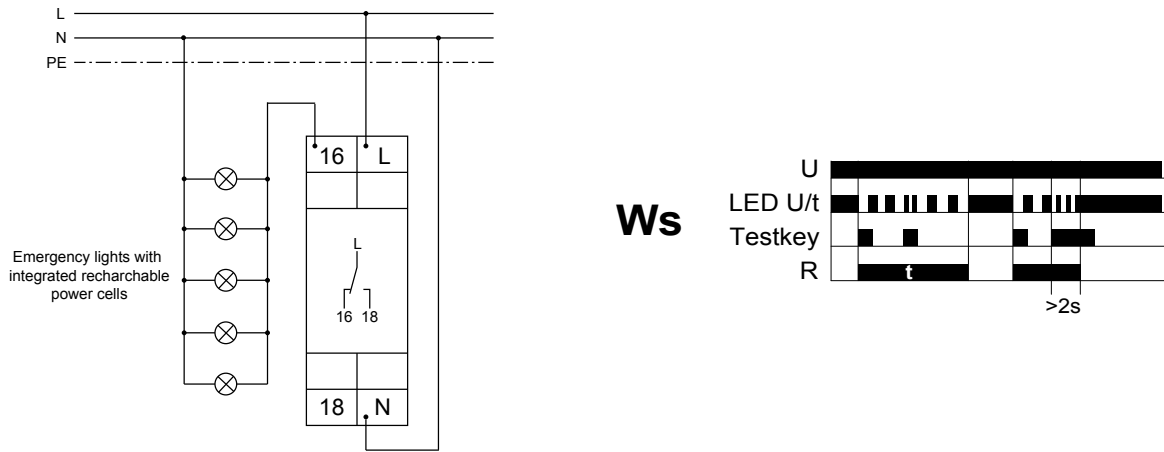 L
N
PE
16 L
L
16 18
18 N
Emergency lights with
integrated recharchable
power cells
Ws
U
LED U/t
Testkey
R
t
>2s